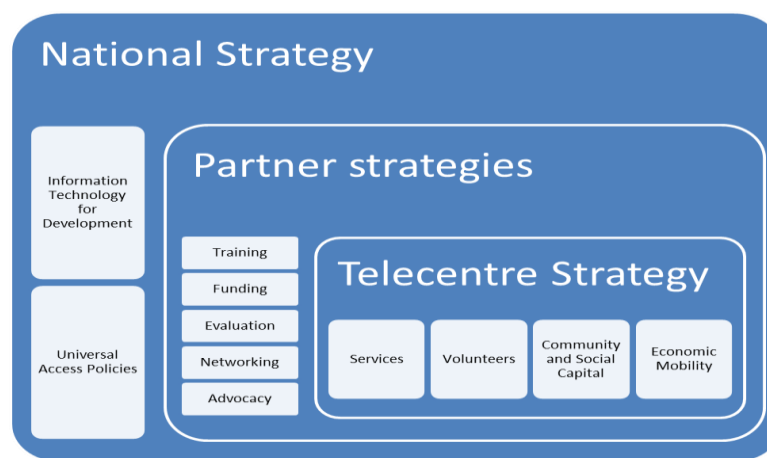 National Strategy
Information
Technology
for
Development
Universal
Access Policies
Partner strategies
Training
Funding
Evaluation
Networking
Advocacy
Telecentre Strategy
Services
Volunteers
Community
and Social
Capital
Economic
Mobility